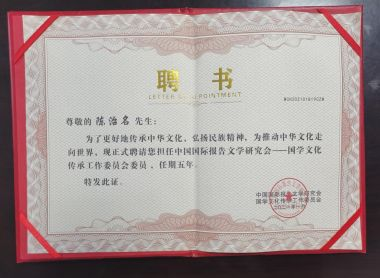 聘 书
LETTER OF APPOINTMENT
尊敬的 陈治名 先生：
为了更好地传承中华文化，弘扬民族精神，为推动中华文化走
向世界，现正式聘请您担任中国国际报告文学研究会——国学文化
传承工作委员会委员，任期五年。
特发此证。
中国国际报告文学研究会
国学文化传承工作委员会